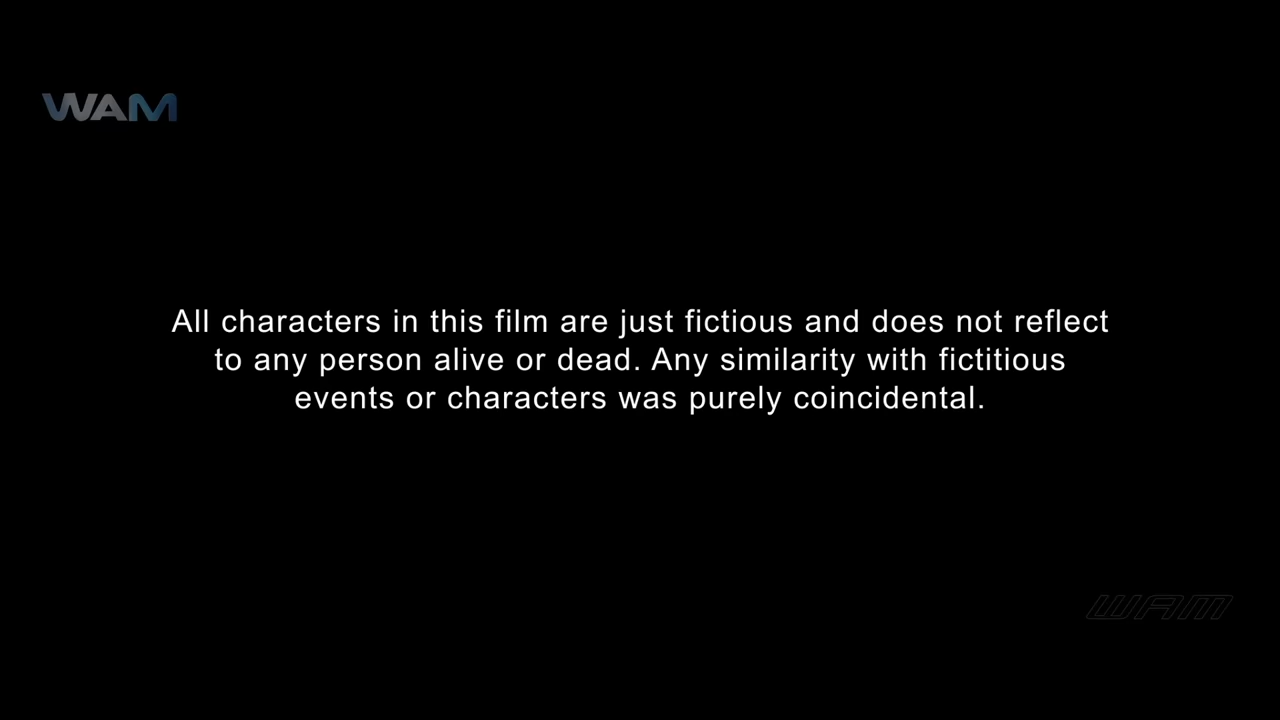 WAM
All characters in this film are just fictious and does not reflect
to any person alive or dead. Any similarity with fictitious
events or characters was purely coincidental.
WAM